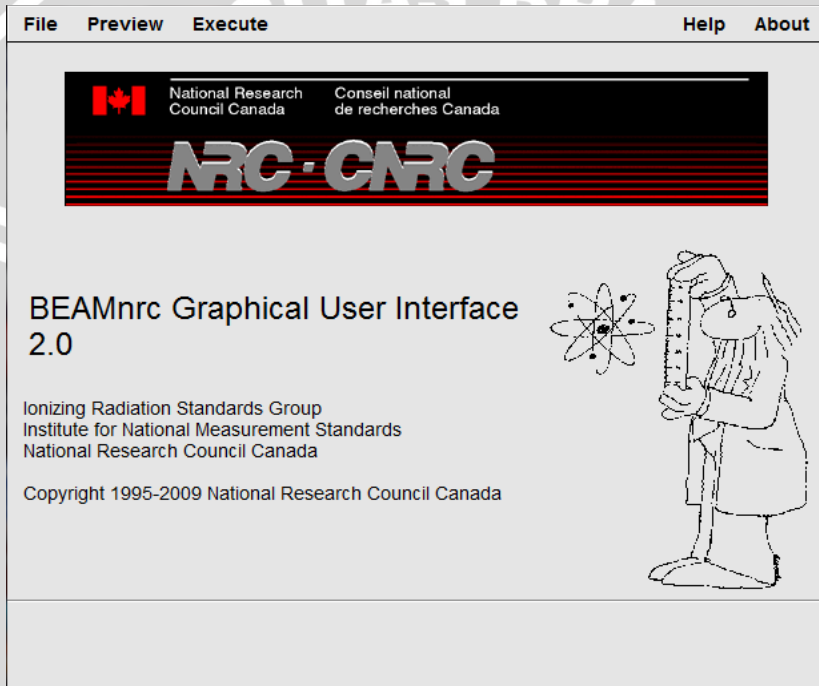 File Preview Execute Help About
National Research Conseil national
Council Canada de recherches Canada
NRC · CNRC
BEAMnrc Graphical User Interface
2.0
Ionizing Radiation Standards Group
Institute for National Measurement Standards
National Research Council Canada
Copyright 1995-2009 National Research Council Canada